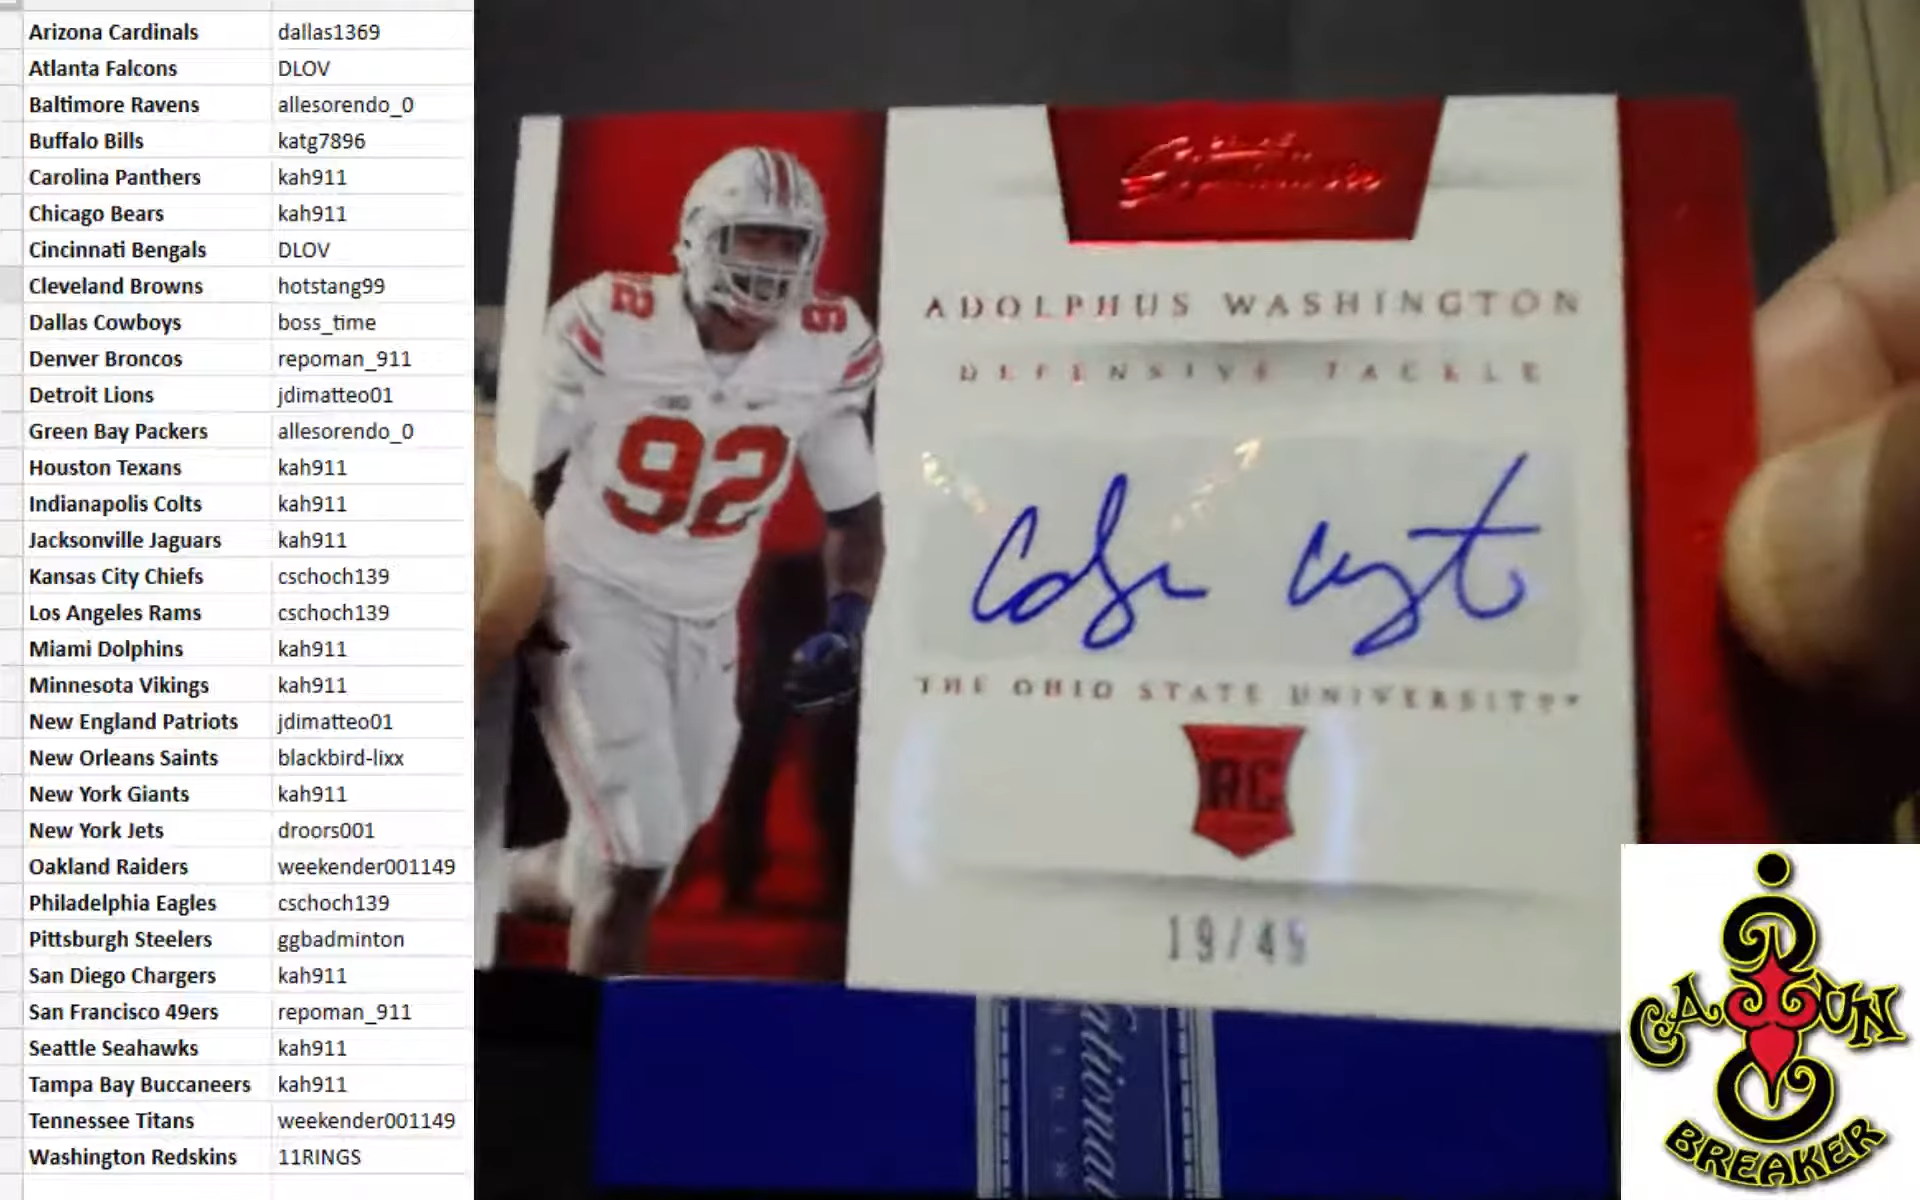 Arizona Cardinals dallas1369
Atlanta Falcons DLOV
Baltimore Ravens allesorendo_0
Buffalo Bills katg7896
Carolina Panthers kah911
Chicago Bears kah911
Cincinnati Bengals DLOV
Cleveland Browns hotstang99
Dallas Cowboys boss_time
Denver Broncos repoman_911
Detroit Lions jdimatteo01
Green Bay Packers allesorendo_0
Houston Texans kah911
Indianapolis Colts kah911
Jacksonville Jaguars kah911
Kansas City Chiefs cschoch139
Los Angeles Rams cschoch139
Miami Dolphins kah911
Minnesota Vikings kah911
New England Patriots jdimatteo01
New Orleans Saints blackbird-lixx
New York Giants kah911
New York Jets droors001
Oakland Raiders weekender001149
Philadelphia Eagles cschoch139
Pittsburgh Steelers ggbadminton
San Diego Chargers kah911
San Francisco 49ers repoman_911
Seattle Seahawks kah911
Tampa Bay Buccaneers kah911
Tennessee Titans weekender001149
Washington Redskins 11RINGS
Signatures
ADOLPHUS WASHINGTON
DEFENSIVE TACKLE
THE OHIO STATE UNIVERSITY
RC
19/49
92
92
CAJUN
BREAKER